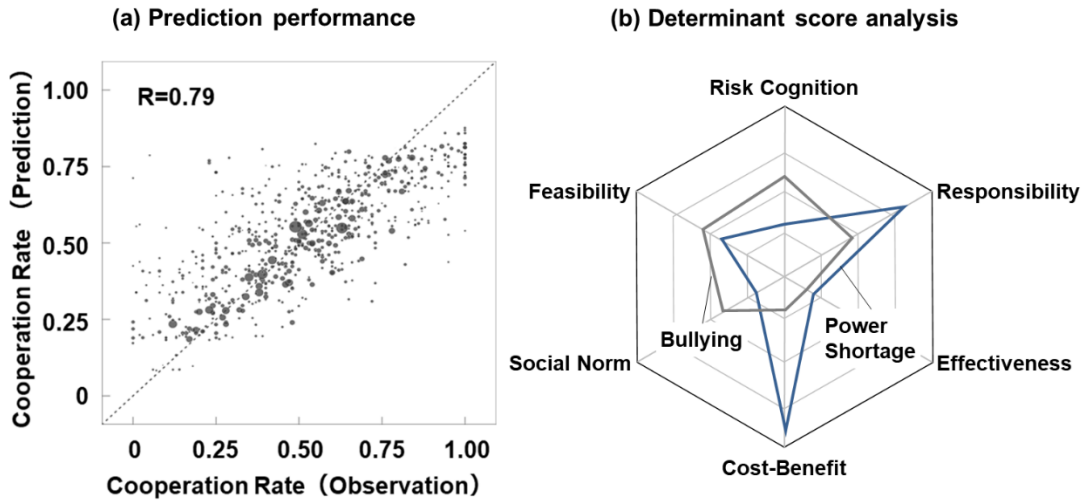 (a) Prediction performance
R=0.79
Cooperation Rate（Prediction）
1.00
0.75
0.50
0.25
0
0
0.25
0.50
0.75
1.00
Cooperation Rate（Observation）
(b) Determinant score analysis
Risk Cognition
Feasibility
Responsibility
Bullying
Power
Shortage
Social Norm
Effectiveness
Cost-Benefit